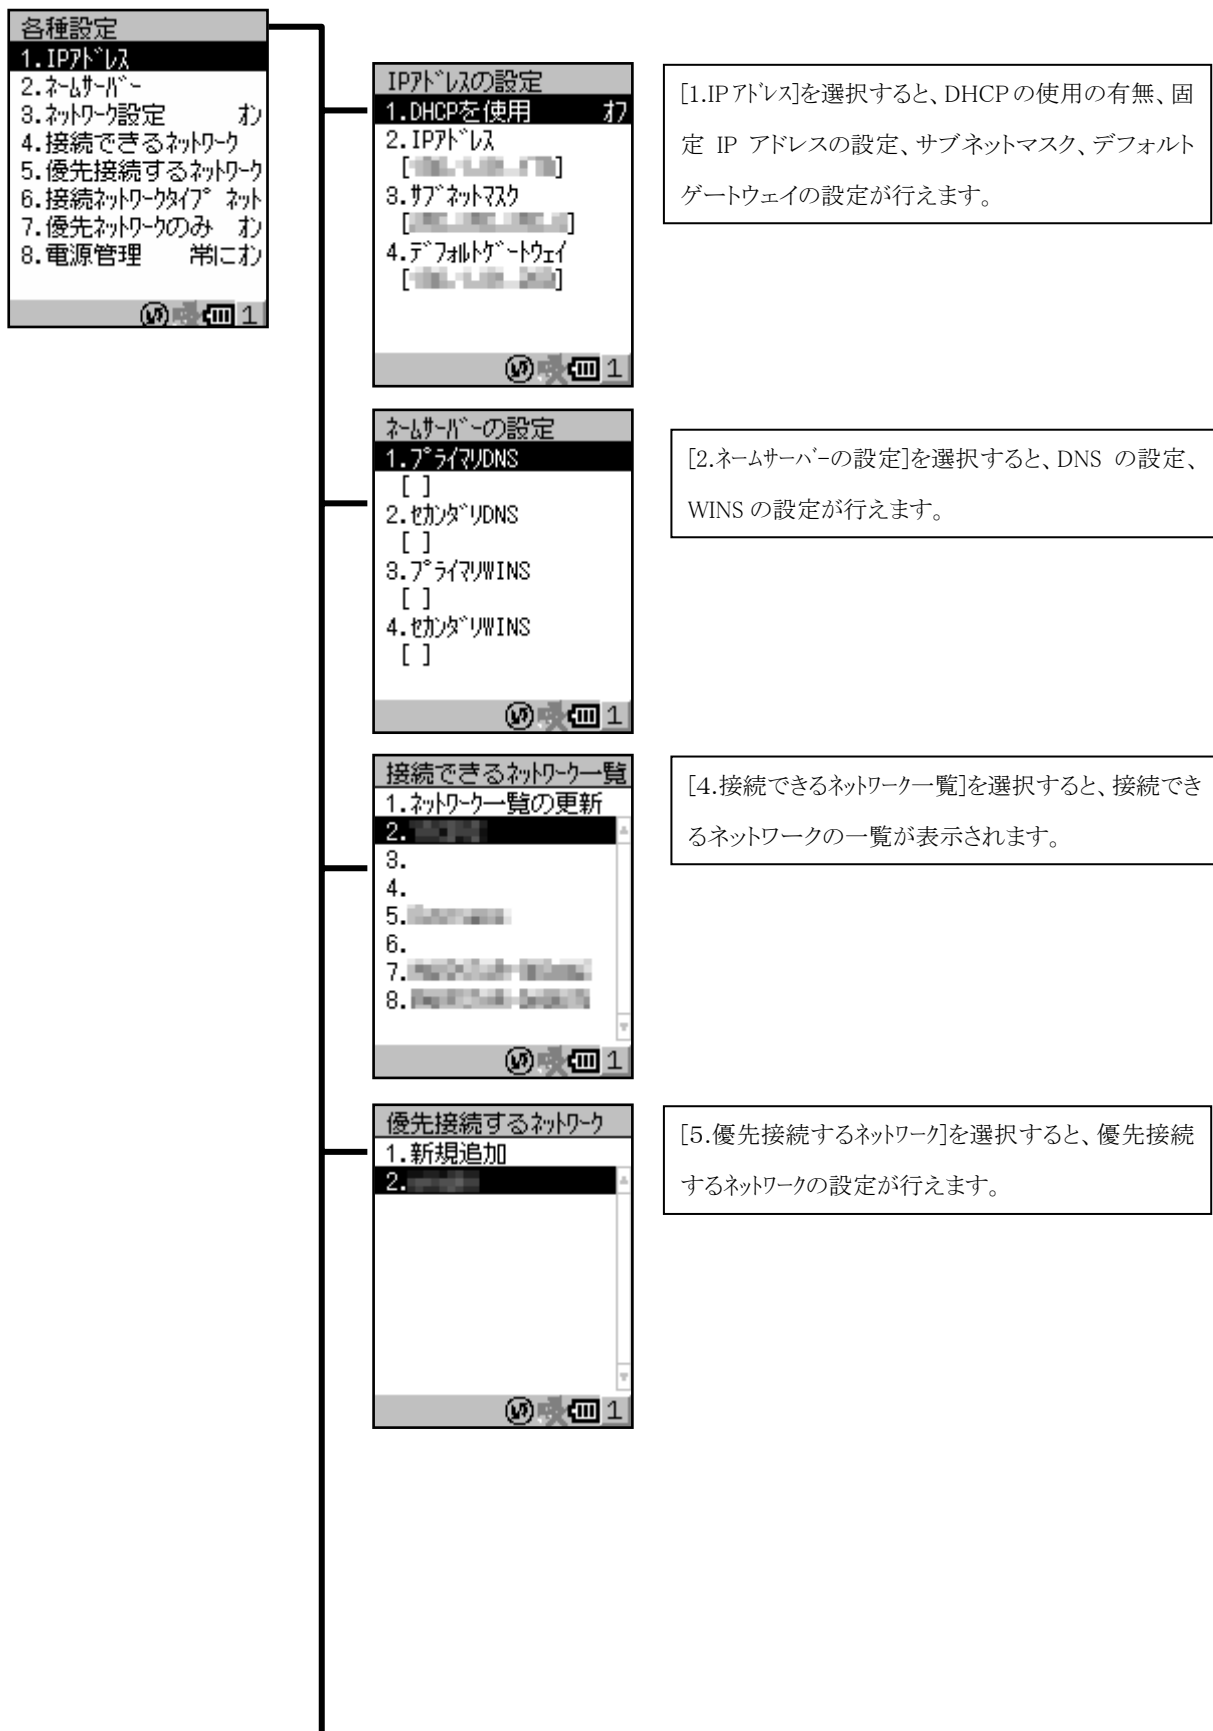 各種設定
1.IPｱﾄﾞﾚｽ
2.ﾈｰﾑｻｰﾊﾞｰ
3.ﾈｯﾄﾜｰｸ設定 ｵﾝ
4.接続できるﾈｯﾄﾜｰｸ
5.優先接続するﾈｯﾄﾜｰｸ
6.接続ﾈｯﾄﾜｰｸﾀｲﾌﾟ ﾈｯﾄ
7.優先ﾈｯﾄﾜｰｸのみ ｵﾝ
8.電源管理 常にｵﾝ
1
IPｱﾄﾞﾚｽの設定
1.DHCPを使用 ｵﾌ
2.IPｱﾄﾞﾚｽ
[ ]
3.ｻﾌﾞﾈｯﾄﾏｽｸ
[ ]
4.ﾃﾞﾌｫﾙﾄｹﾞｰﾄｳｪｲ
[ ]
1
[1.IPｱﾄﾞﾚｽ]を選択すると、DHCPの使用の有無、固
定 IP アドレスの設定、サブネットマスク、デフォルト
ゲートウェイの設定が行えます。
ﾈｰﾑｻｰﾊﾞｰの設定
1.ﾌﾟﾗｲﾏﾘDNS
[ ]
2.ｾｶﾝﾀﾞﾘDNS
[ ]
3.ﾌﾟﾗｲﾏﾘWINS
[ ]
4.ｾｶﾝﾀﾞﾘWINS
[ ]
1
[2.ﾈｰﾑｻｰﾊﾞｰの設定]を選択すると、DNS の設定、
WINS の設定が行えます。
接続できるﾈｯﾄﾜｰｸ一覧
1.ﾈｯﾄﾜｰｸ一覧の更新
2.
3.
4.
5.
6.
7.
8.
1
[4.接続できるﾈｯﾄﾜｰｸ一覧]を選択すると、接続でき
るネットワークの一覧が表示されます。
優先接続するﾈｯﾄﾜｰｸ
1.新規追加
2.
1
[5.優先接続するﾈｯﾄﾜｰｸ]を選択すると、優先接続
するﾈｯﾄﾜｰｸの設定が行えます。